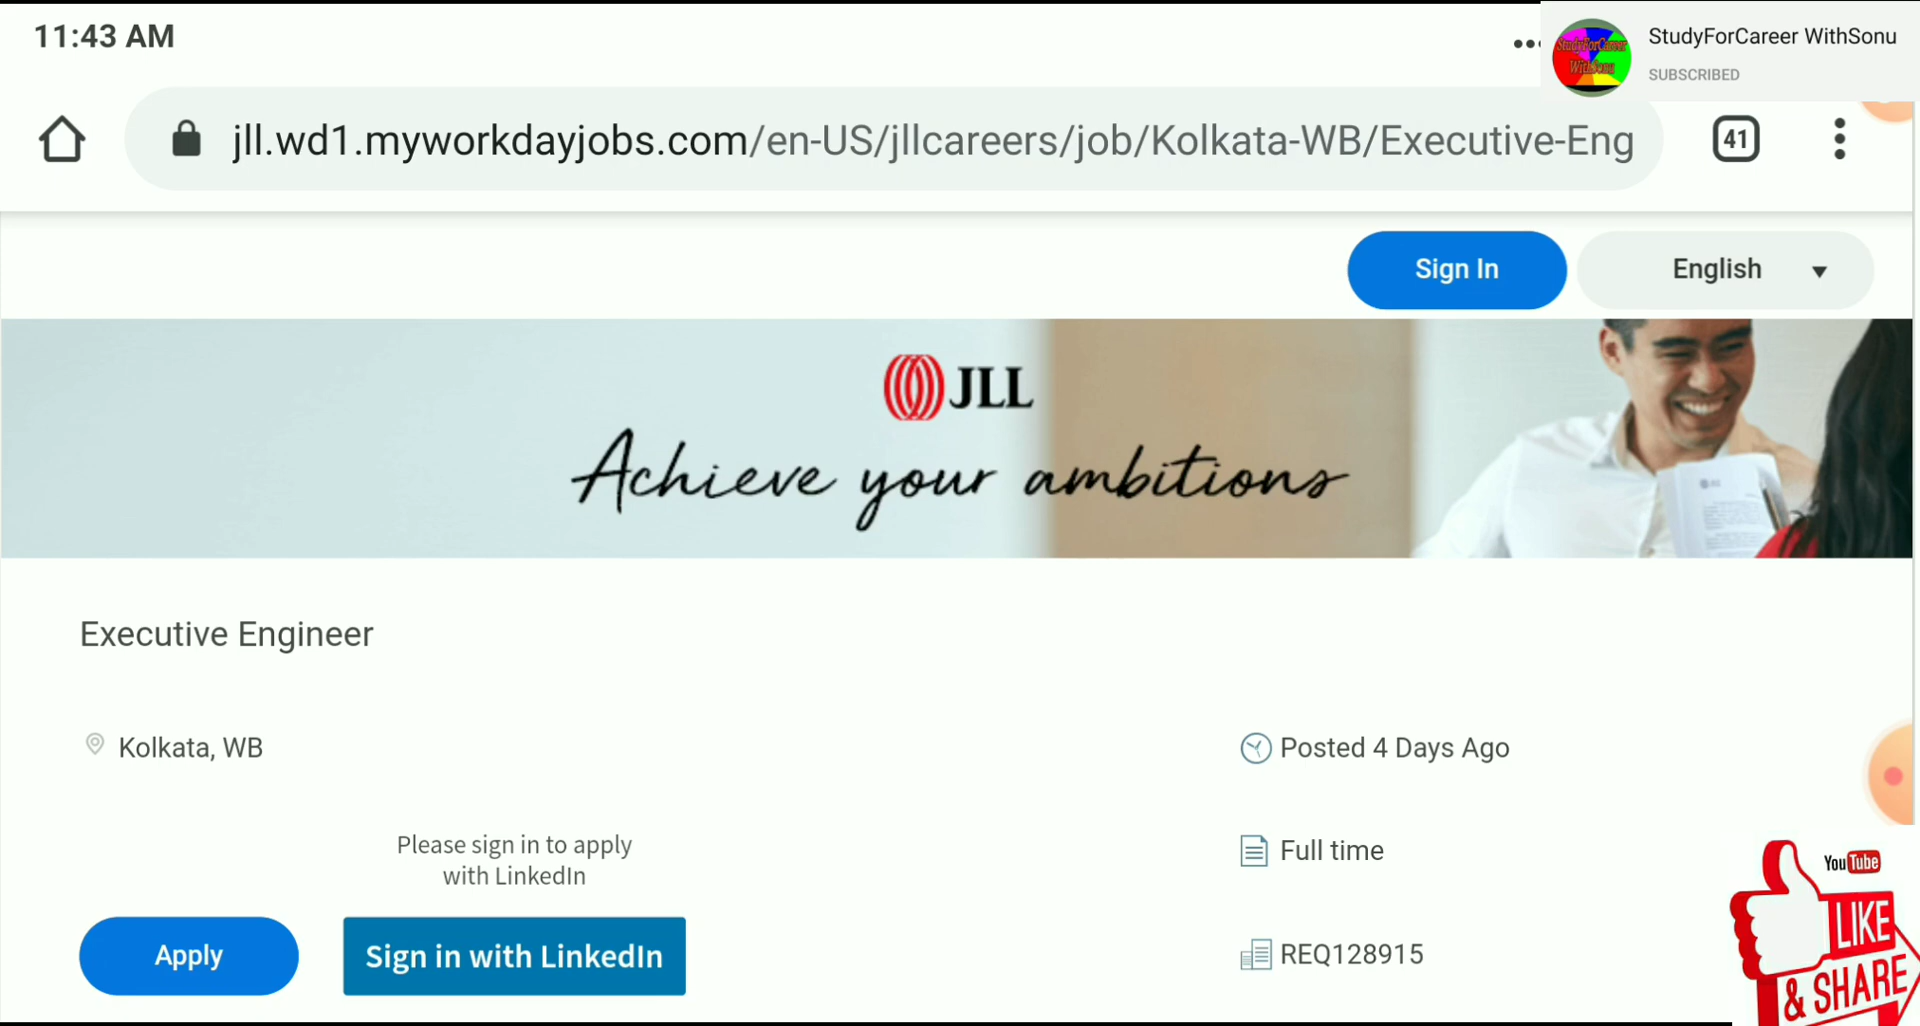 11:43 AM
StudyForCareer WithSonu
SUBSCRIBED
StudyForCareer
WithSonu
jll.wd1.myworkdayjobs.com/en-US/jllcareers/job/Kolkata-WB/Executive-Eng
41
Sign In
English
JLL
Achieve your ambitions
Executive Engineer
Kolkata, WB
Posted 4 Days Ago
Please sign in to apply
with LinkedIn
Full time
Apply
Sign in with LinkedIn
REQ128915
YouTube
LIKE
& SHARE